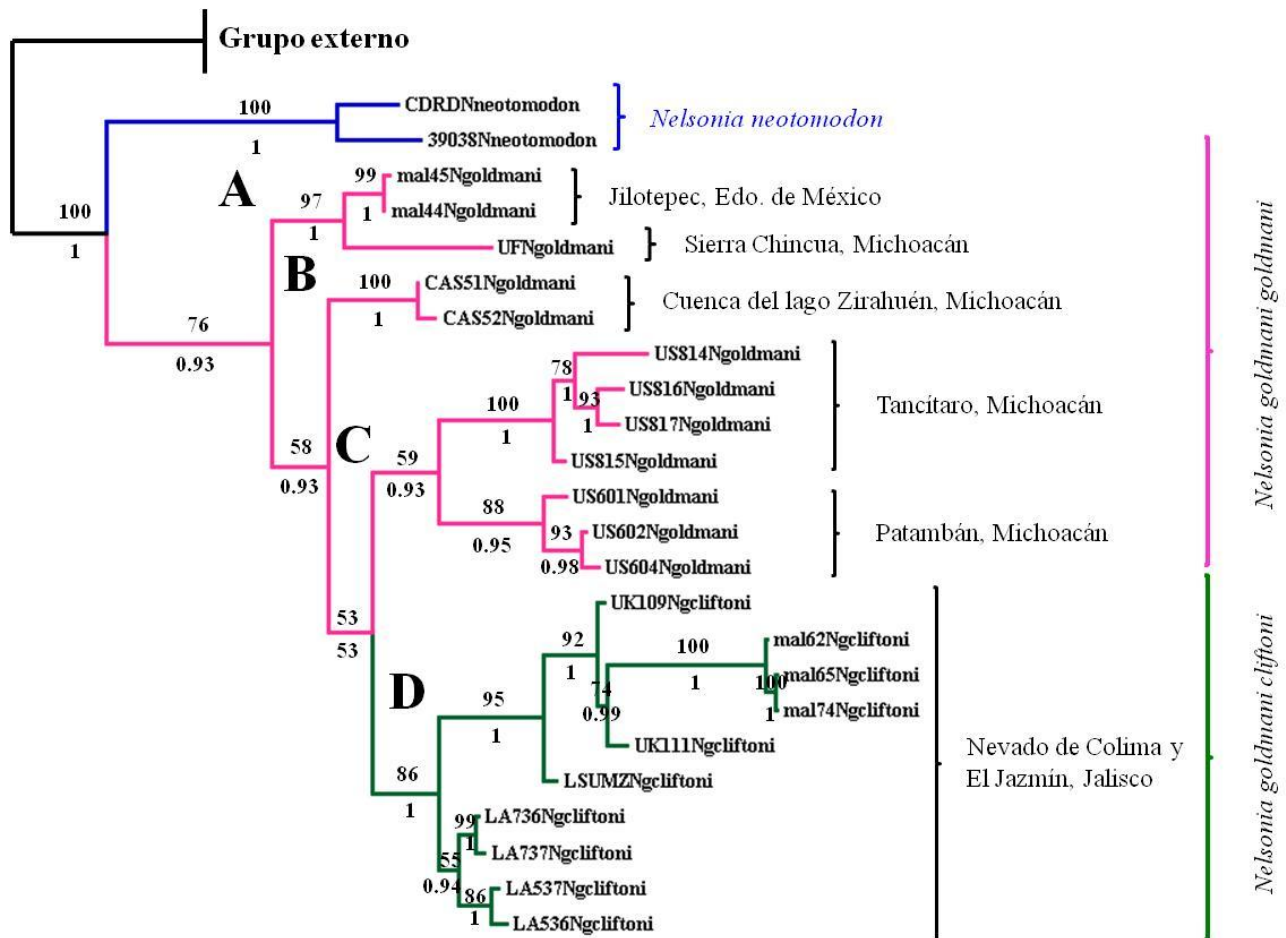 Grupo externo
CDRDNneotomodon
100
Nelsonia neotomodon
39038Nneotomodon
1
A
99
mal45Ngoldmani
Jilotepec, Edo. de México
97
1
mal44Ngoldmani
100
1
1
UFNgoldmani
Sierra Chincua, Michoacán
B
100
CAS51Ngoldmani
Cuenca del lago Zirahuén, Michoacán
1
CAS52Ngoldmani
76
0.93
US814Ngoldmani
78
1
US816Ngoldmani
93
1
US817Ngoldmani
Tancítaro, Michoacán
100
1
C
58
0.93
59
0.93
US815Ngoldmani
US601Ngoldmani
88
0.95
93
US602Ngoldmani
Patambán, Michoacán
0.98
US604Ngoldmani
Nelsonia goldmani goldmani
53
53
UK109Ngcliftoni
92
1
100
1
mal62Ngcliftoni
mal65Ngcliftoni
100
1
mal74Ngcliftoni
74
0.99
D
95
1
UK111Ngcliftoni
Nevado de Colima y
El Jazmín, Jalisco
LSUMZNgcliftoni
86
1
LA736Ngcliftoni
99
1
LA737Ngcliftoni
55
0.94
LA537Ngcliftoni
86
1
LA536Ngcliftoni
Nelsonia goldmani cliftoni